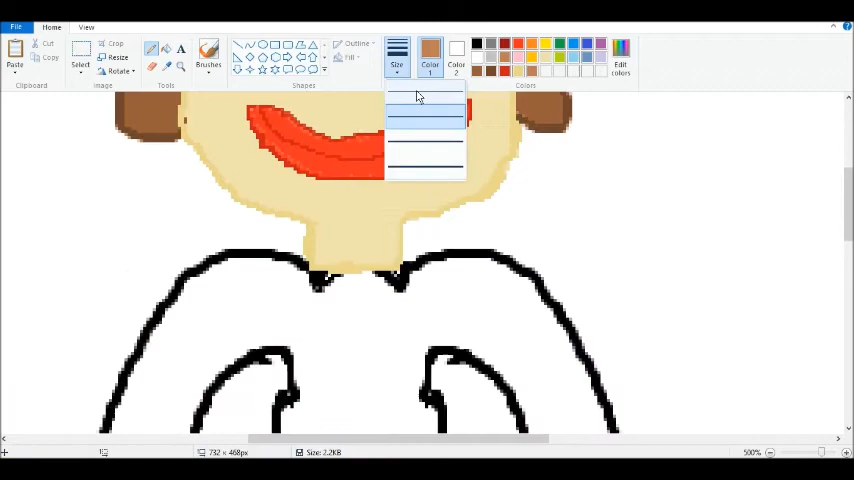 File Home View
Paste Cut Copy
Select Crop Resize Rotate
A
Brushes
Outline Fill
Size Color 1 Color 2
Edit colors
Clipboard Image Tools Shapes Colors
732 × 468px Size: 2.2KB 500%